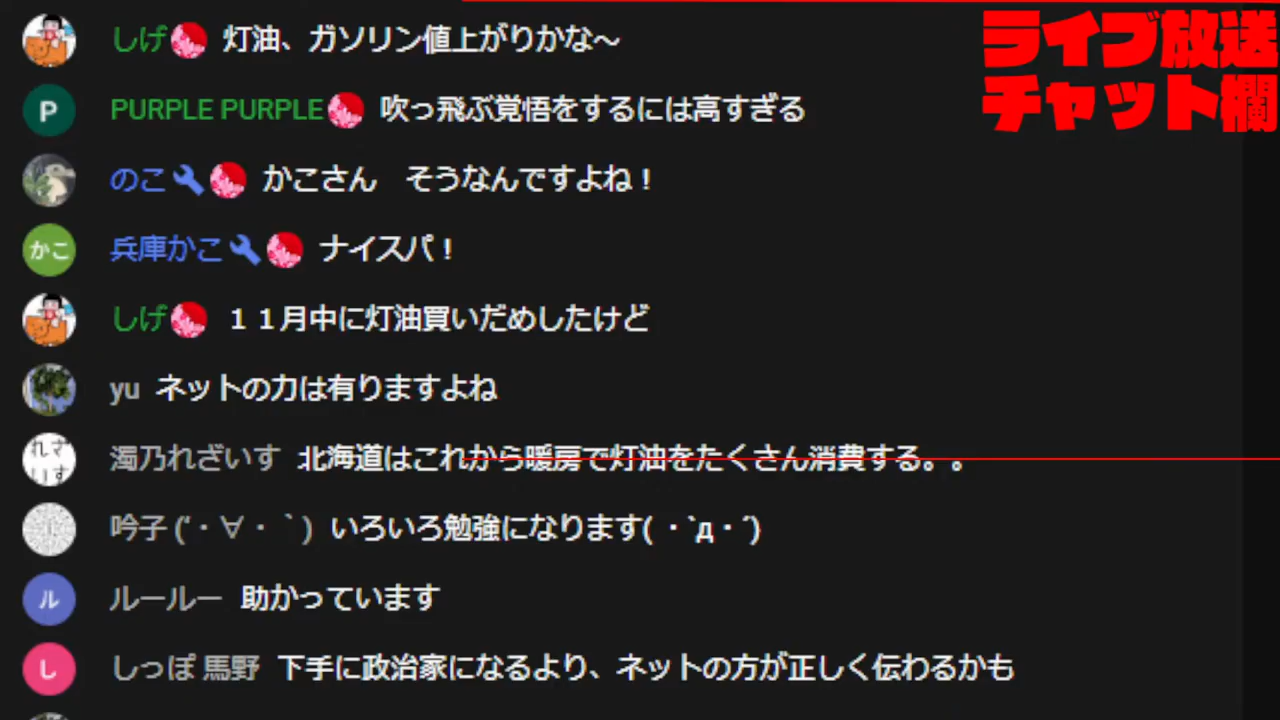 ライブ放送
チャット欄
しげ 灯油、ガソリン値上がりかな～
P PURPLE PURPLE 吹っ飛ぶ覚悟をするには高すぎる
のこ かこさん　そうなんですよね！
かこ 兵庫かこ ナイスパ！
しげ １１月中に灯油買いだめしたけど
yu ネットの力は有りますよね
れざいす 濁乃れざいす 北海道はこれから暖房で灯油をたくさん消費する。。
吟子 (´・∀・｀) いろいろ勉強になります( ・`д・´)
ル ルールー 助かっています
し しっぽ 馬野 下手に政治家になるより、ネットの方が正しく伝わるかも